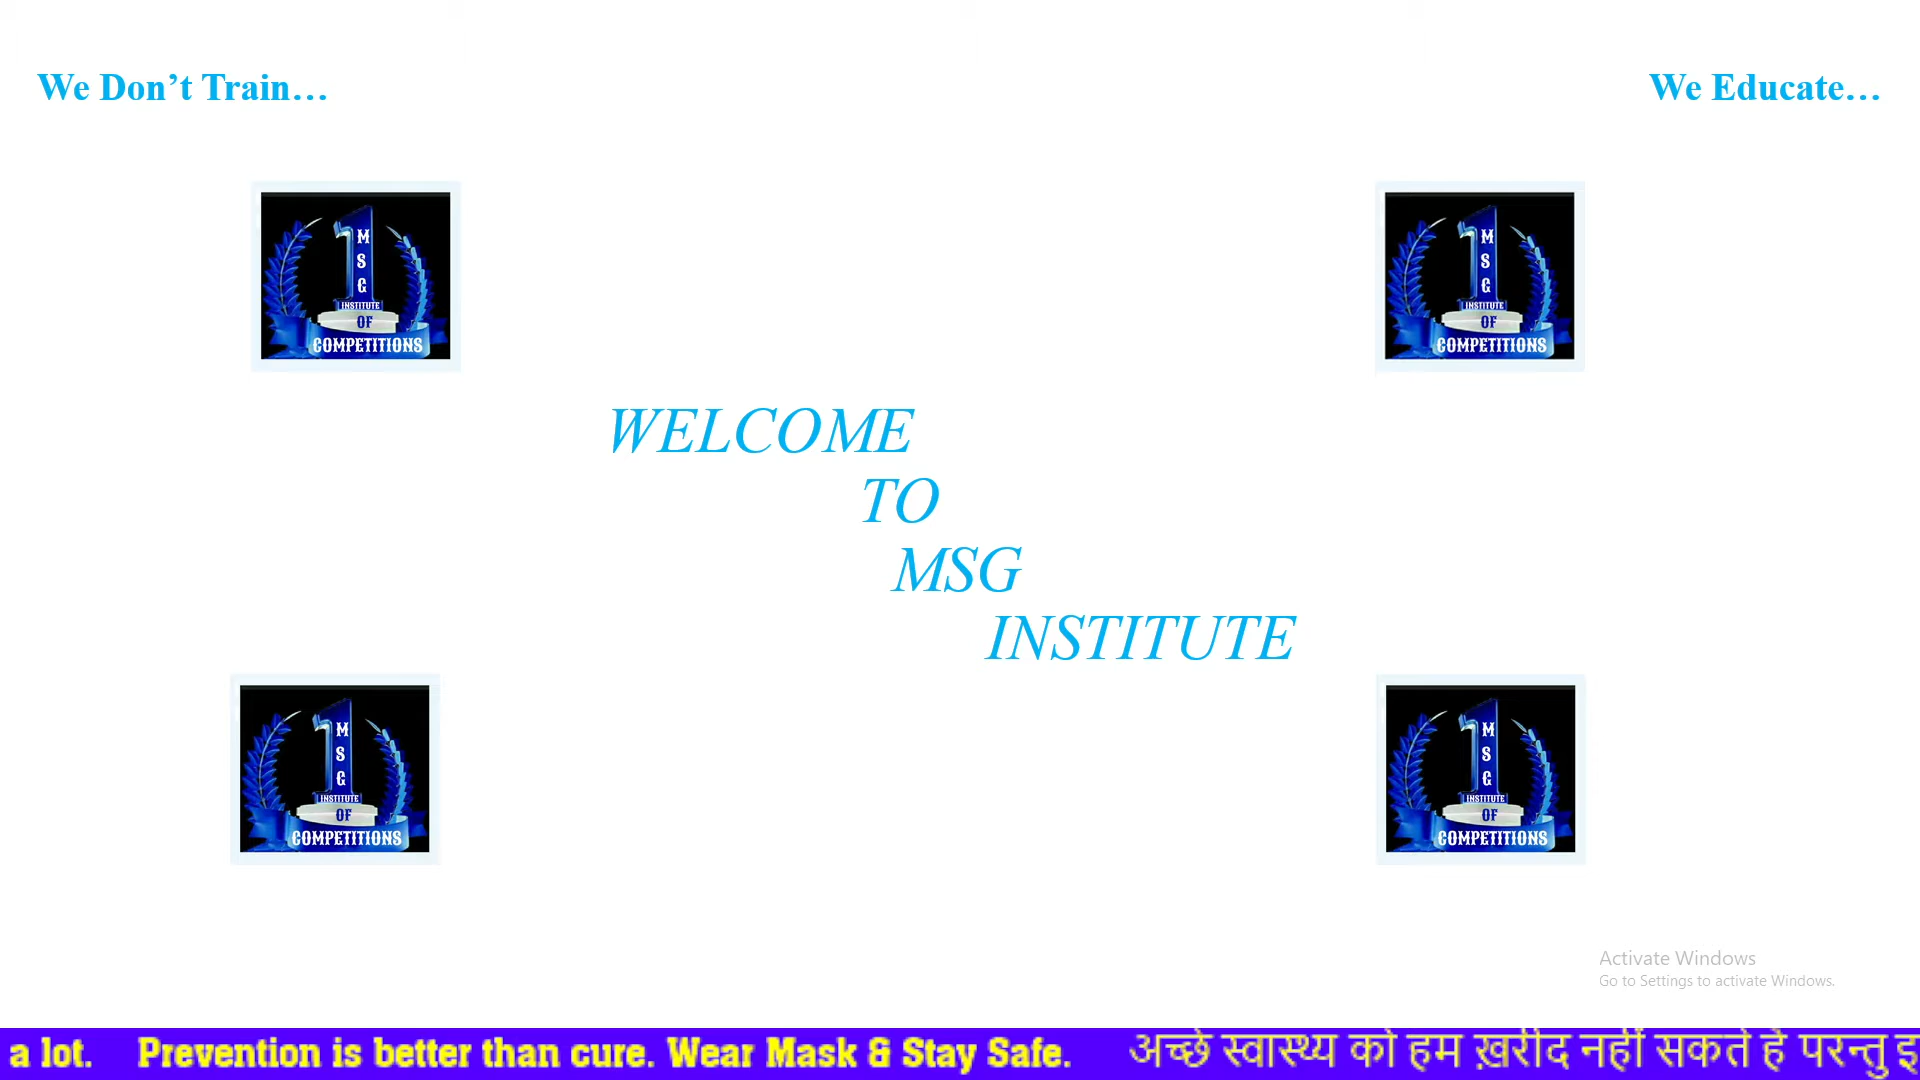 We Don’t Train…
We Educate…
M
S
G
INSTITUTE
OF
COMPETITIONS
M
S
G
INSTITUTE
OF
COMPETITIONS
WELCOME
TO
MSG
INSTITUTE
M
S
G
INSTITUTE
OF
COMPETITIONS
M
S
G
INSTITUTE
OF
COMPETITIONS
Activate Windows
Go to Settings to activate Windows.
a lot. Prevention is better than cure. Wear Mask & Stay Safe. अच्छे स्वास्थ्य को हम ख़रीद नहीं सकते है परन्तु